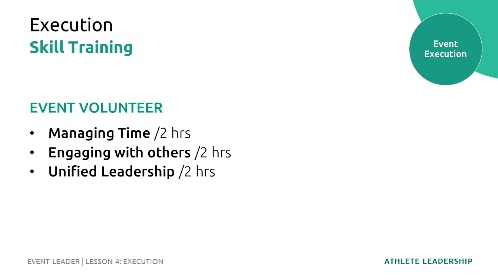 Execution
Skill Training
Event
Execution
EVENT VOLUNTEER
• Managing Time /2 hrs
• Engaging with others /2 hrs
• Unified Leadership /2 hrs
EVENT LEADER | LESSON 4: EXECUTION
ATHLETE LEADERSHIP